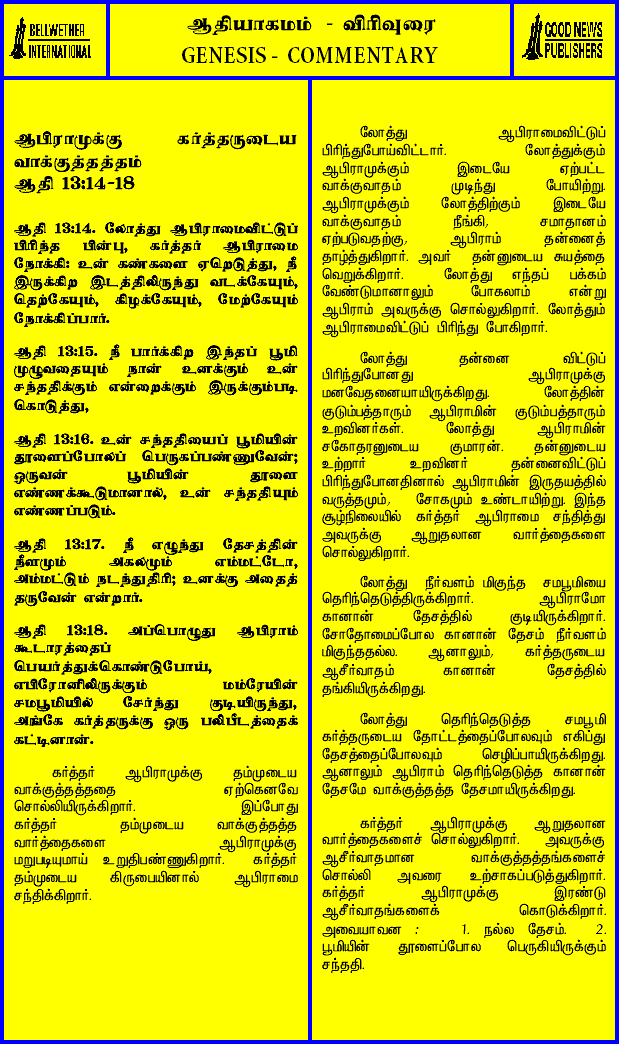 BELLWETHER
INTERNATIONAL
ஆதியாகமம் - விரிவுரை
GENESIS - COMMENTARY
GOOD NEWS
PUBLISHERS
ஆபிராமுக்கு கர்த்தருடைய
வாக்குத்தத்தம்
ஆதி 13:14-18
ஆதி 13:14. லோத்து ஆபிராமைவிட்டுப்
பிரிந்த பின்பு, கர்த்தர் ஆபிராமை
நோக்கி: உன் கண்களை ஏறெடுத்து, நீ
இருக்கிற இடத்திலிருந்து வடக்கேயும்,
தெற்கேயும், கிழக்கேயும், மேற்கேயும்
நோக்கிப்பார்.
ஆதி 13:15. நீ பார்க்கிற இந்தப் பூமி
முழுவதையும் நான் உனக்கும் உன்
சந்ததிக்கும் என்றைக்கும் இருக்கும்படி
கொடுத்து,
ஆதி 13:16. உன் சந்ததியைப் பூமியின்
தூளைப்போலப் பெருகப்பண்ணுவேன்;
ஒருவன் பூமியின் தூளை
எண்ணக்கூடுமானால், உன் சந்ததியும்
எண்ணப்படும்.
ஆதி 13:17. நீ எழுந்து தேசத்தின்
நீளமும் அகலமும் எம்மட்டோ,
அம்மட்டும் நடந்துதிரி; உனக்கு அதைத்
தருவேன் என்றார்.
ஆதி 13:18. அப்பொழுது ஆபிராம்
கூடாரத்தைப்
பெயர்த்துக்கொண்டுபோய்,
எபிரோனிலிருக்கும் மம்ரேயின்
சமபூமியில் சேர்ந்து குடியிருந்து,
அங்கே கர்த்தருக்கு ஒரு பலிபீடத்தைக்
கட்டினான்.
கர்த்தர் ஆபிராமுக்கு தம்முடைய
வாக்குத்தத்ததை ஏற்கெனவே
சொல்லியிருக்கிறார். இப்போது
கர்த்தர் தம்முடைய வாக்குத்தத்த
வார்த்தைகளை ஆபிராமுக்கு
மறுபடியுமாய் உறுதிபண்ணுகிறார். கர்த்தர்
தம்முடைய கிருபையினால் ஆபிராமை
சந்திக்கிறார்.
லோத்து ஆபிராமைவிட்டுப்
பிரிந்துபோய்விட்டார். லோத்துக்கும்
ஆபிராமுக்கும் இடையே ஏற்பட்ட
வாக்குவாதம் முடிந்து போயிற்று.
ஆபிராமுக்கும் லோத்திற்கும் இடையே
வாக்குவாதம் நீங்கி, சமாதானம்
ஏற்படுவதற்கு, ஆபிராம் தன்னைத்
தாழ்த்துகிறார். அவர் தன்னுடைய சுயத்தை
வெறுக்கிறார். லோத்து எந்தப் பக்கம்
வேண்டுமானாலும் போகலாம் என்று
ஆபிராம் அவருக்கு சொல்லுகிறார். லோத்தும்
ஆபிராமைவிட்டுப் பிரிந்து போகிறார்.
லோத்து தன்னை விட்டுப்
பிரிந்துபோனது ஆபிராமுக்கு
மனவேதனையாயிருக்கிறது. லோத்தின்
குடும்பத்தாரும் ஆபிராமின் குடும்பத்தாரும்
உறவினர்கள். லோத்து ஆபிராமின்
சகோதரனுடைய குமாரன். தன்னுடைய
உற்றார் உறவினர் தன்னைவிட்டுப்
பிரிந்துபோனதினால் ஆபிராமின் இருதயத்தில்
வருத்தமும், சோகமும் உண்டாயிற்று. இந்த
சூழ்நிலையில் கர்த்தர் ஆபிராமை சந்தித்து
அவருக்கு ஆறுதலான வார்த்தைகளை
சொல்லுகிறார்.
லோத்து நீர்வளம் மிகுந்த சமபூமியை
தெரிந்தெடுத்திருக்கிறார். ஆபிராமோ
கானான் தேசத்தில் குடியிருக்கிறார்.
சோதோமைப்போல கானான் தேசம் நீர்வளம்
மிகுந்ததல்ல. ஆனாலும், கர்த்தருடைய
ஆசீர்வாதம் கானான் தேசத்தில்
தங்கியிருக்கிறது.
லோத்து தெரிந்தெடுத்த சமபூமி
கர்த்தருடைய தோட்டத்தைப்போலவும் எகிப்து
தேசத்தைப்போலவும் செழிப்பாயிருக்கிறது.
ஆனாலும் ஆபிராம் தெரிந்தெடுத்த கானான்
தேசமே வாக்குத்தத்த தேசமாயிருக்கிறது.
கர்த்தர் ஆபிராமுக்கு ஆறுதலான
வார்த்தைகளைச் சொல்லுகிறார். அவருக்கு
ஆசீர்வாதமான வாக்குத்தத்தங்களைச்
சொல்லி அவரை உற்சாகப்படுத்துகிறார்.
கர்த்தர் ஆபிராமுக்கு இரண்டு
ஆசீர்வாதங்களைக் கொடுக்கிறார்.
அவையாவன : 1. நல்ல தேசம். 2.
பூமியின் தூளைப்போல பெருகியிருக்கும்
சந்ததி.